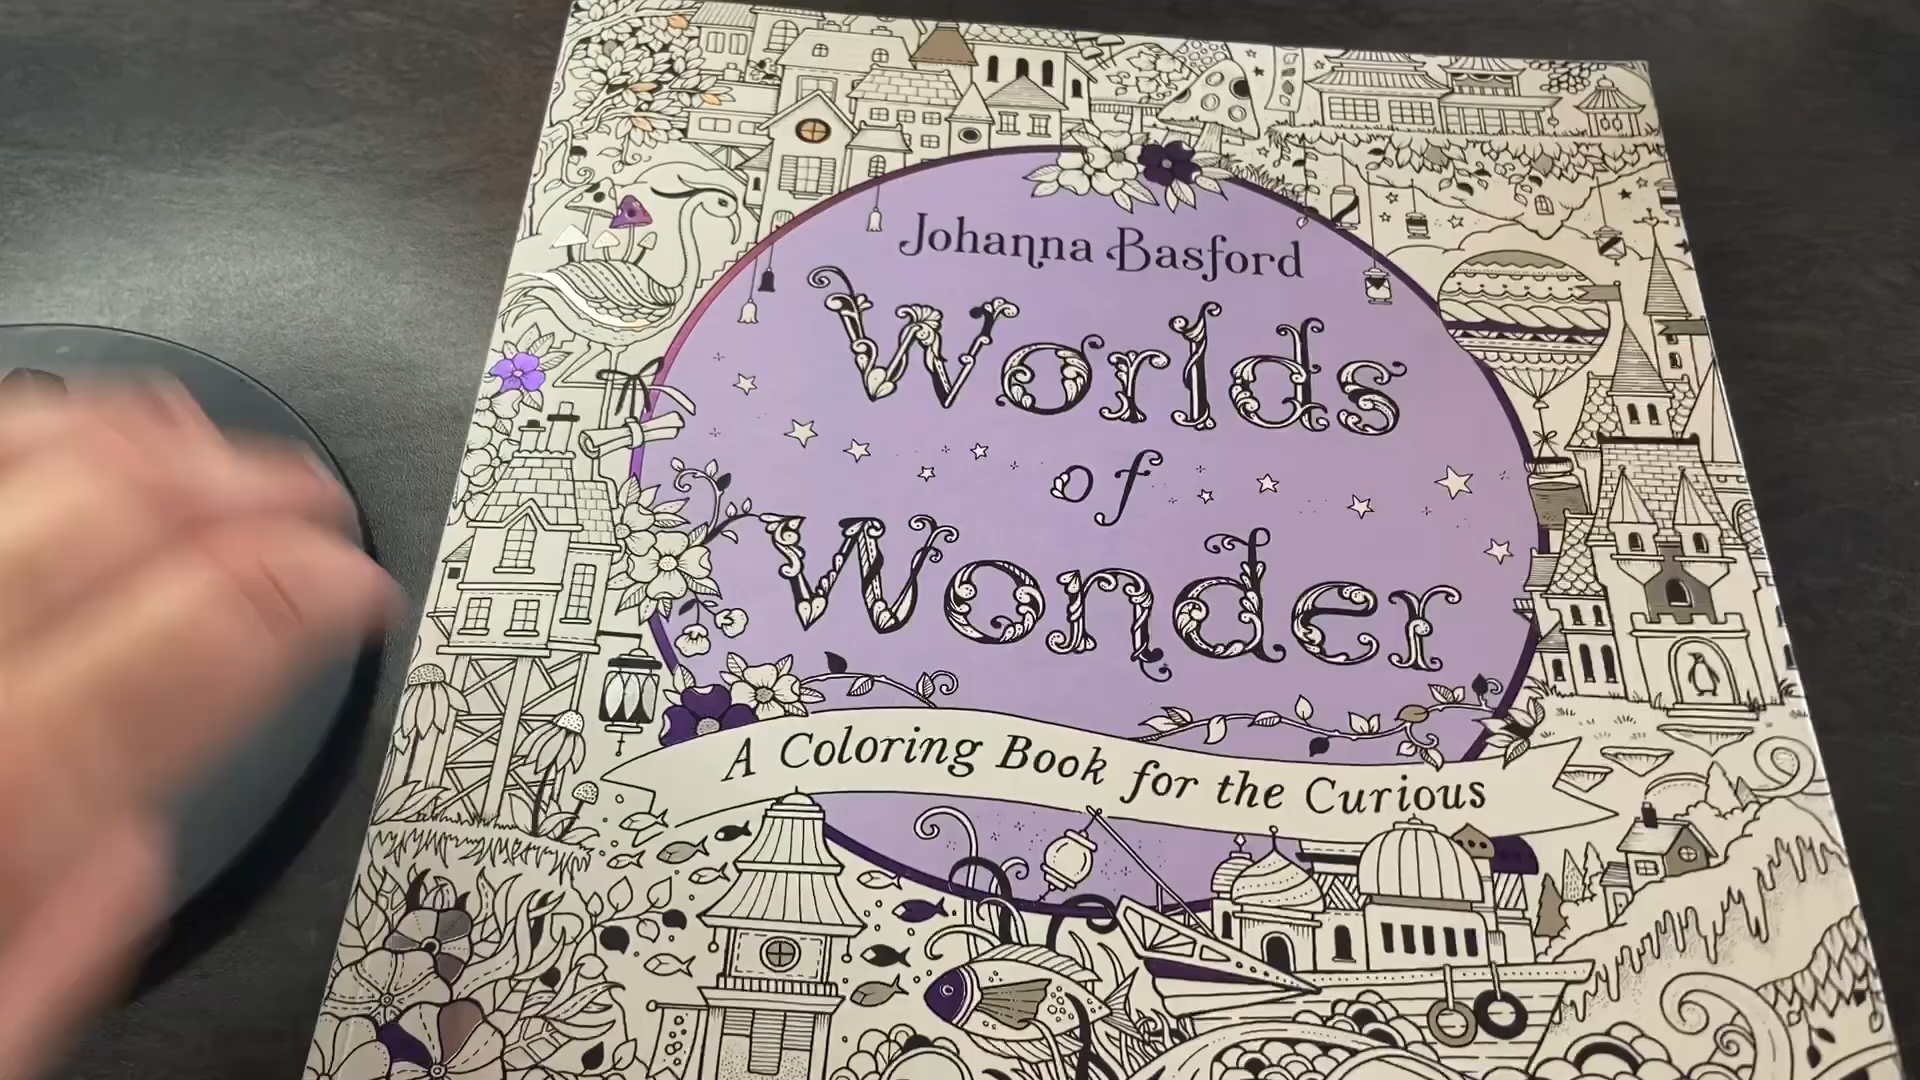 Johanna Basford
Worlds
of
Wonder
A Coloring Book for the Curious